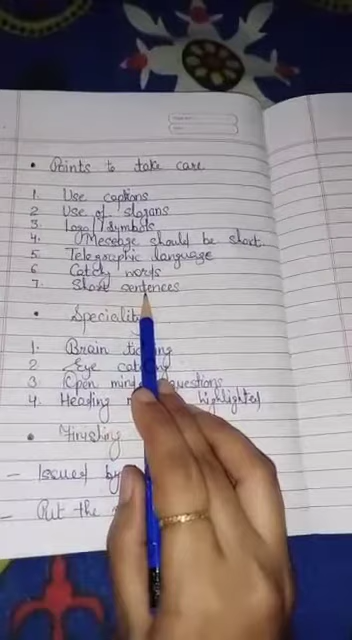 • Points to take care
1. Use captions
2 Use of slogans
3 Logo/symbols
4. Message should be short.
5 Telegraphic language
6 Catchy words
7. Short sentences
• Speciality
1. Brain
2 Eye
3 Open questions
4. Heading highlighted
• Finishing
- Issued by
- Put the